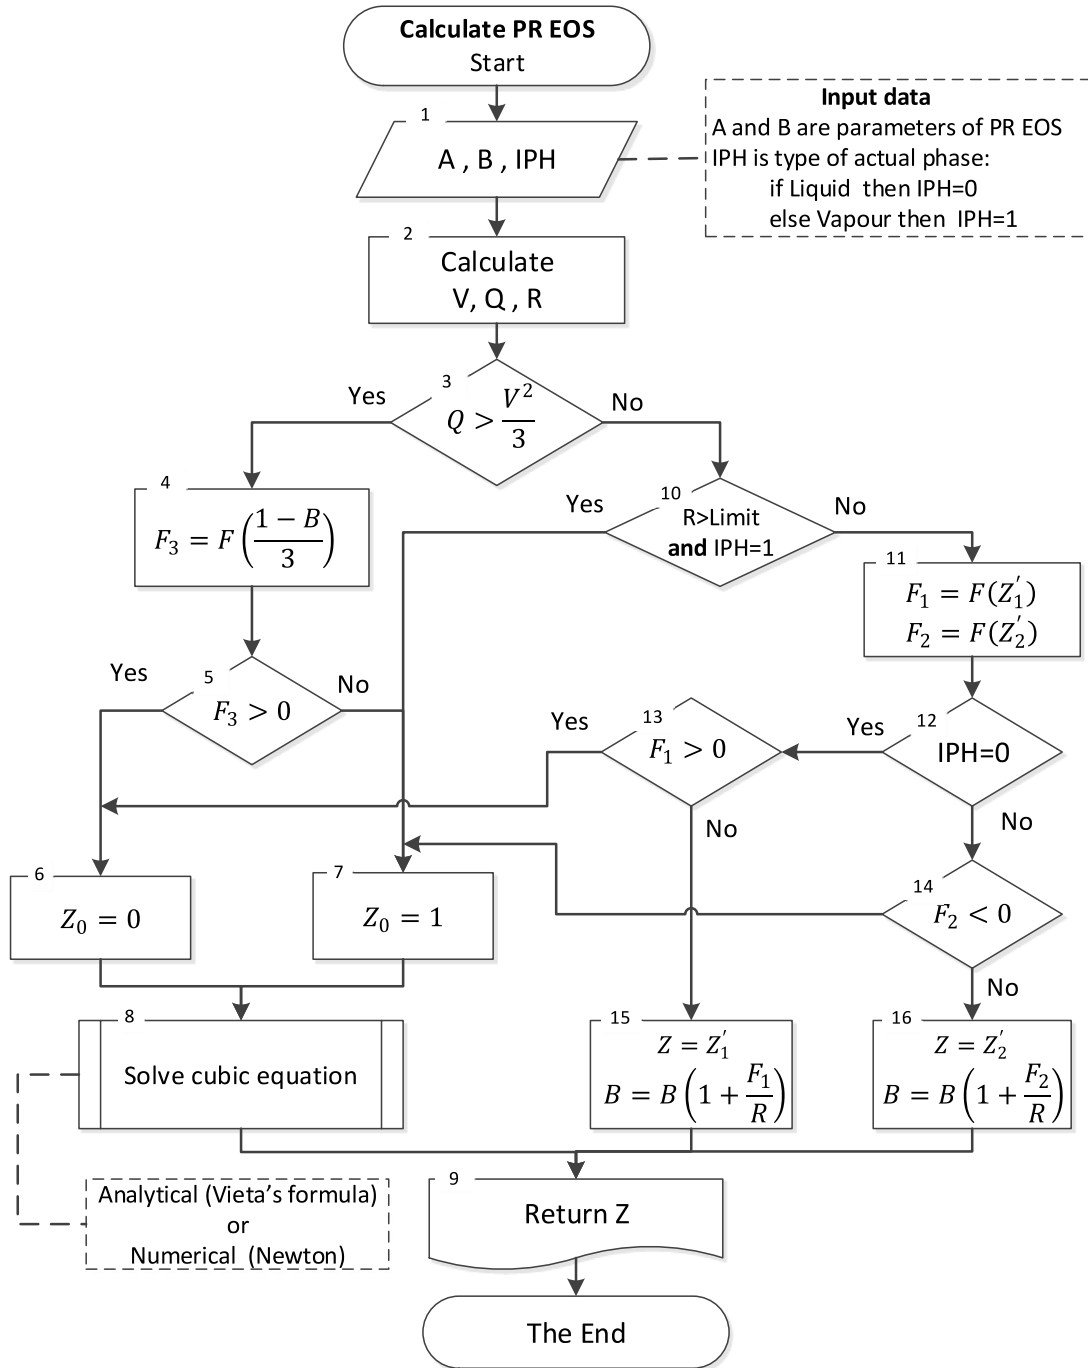 Calculate PR EOS
Start
1
A , B , IPH
Input data
A and B are parameters of PR EOS
IPH is type of actual phase:
if Liquid then IPH=0
else Vapour then IPH=1
2
Calculate
V, Q , R
3
Q > V²/3
Yes
No
4
F₃ = F((1 − B)/3)
10
R>Limit
and IPH=1
Yes
No
11
F₁ = F(Z₁′)
F₂ = F(Z₂′)
5
F₃ > 0
Yes
No
13
F₁ > 0
Yes
No
12
IPH=0
Yes
No
6
Z₀ = 0
7
Z₀ = 1
14
F₂ < 0
No
8
Solve cubic equation
15
Z = Z₁′
B = B(1 + F₁/R)
16
Z = Z₂′
B = B(1 + F₂/R)
Analytical (Vieta’s formula)
or
Numerical (Newton)
9
Return Z
The End